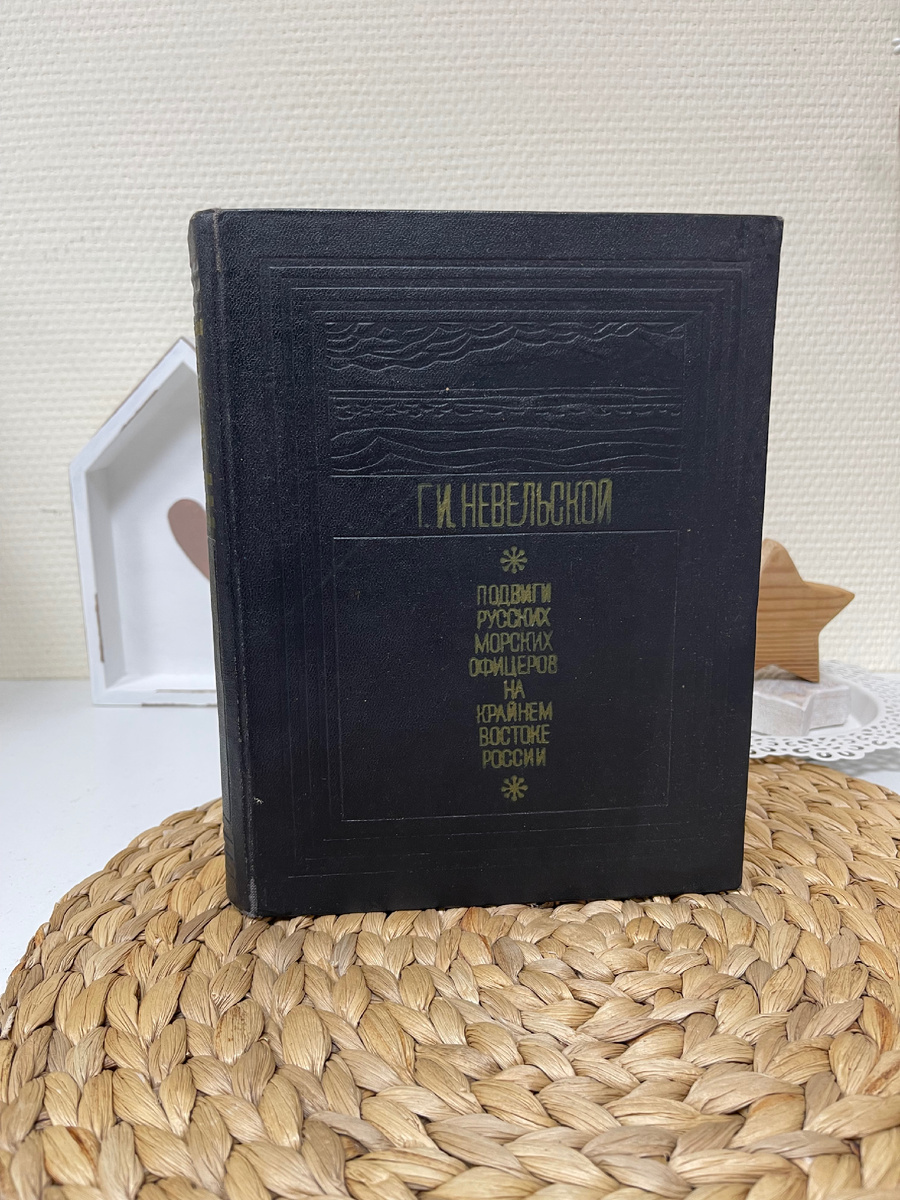 Г. И. НЕВЕЛЬСКОЙ
ПОДВИГИ
РУССКИХ
МОРСКИХ
ОФИЦЕРОВ
НА
КРАЙНЕМ
ВОСТОКЕ
РОССИИ